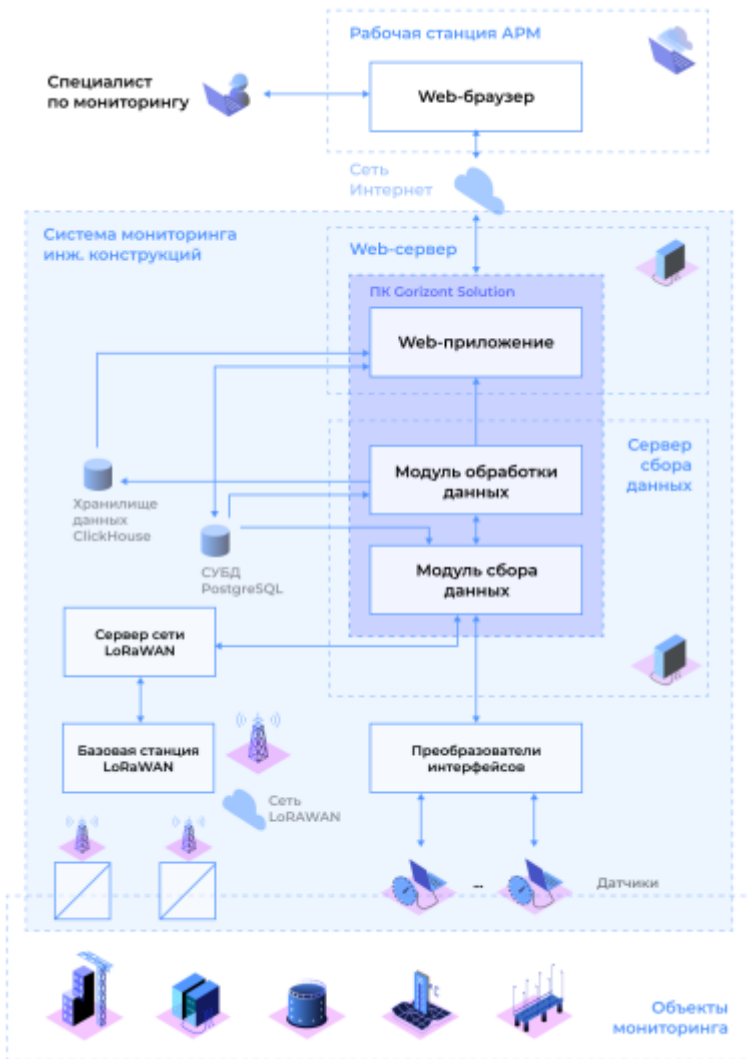 Рабочая станция АРМ
Специалист
по мониторингу
Web-браузер
Сеть
Интернет
Система мониторинга
инж. конструкций
Web-сервер
ПК Gorizont Solution
Web-приложение
Сервер
сбора
данных
Модуль обработки
данных
Хранилище
данных
ClickHouse
СУБД
PostgreSQL
Модуль сбора
данных
Сервер сети
LoRaWAN
Базовая станция
LoRaWAN
Преобразователи
интерфейсов
Сеть
LoRAWAN
...
Датчики
Объекты
мониторинга